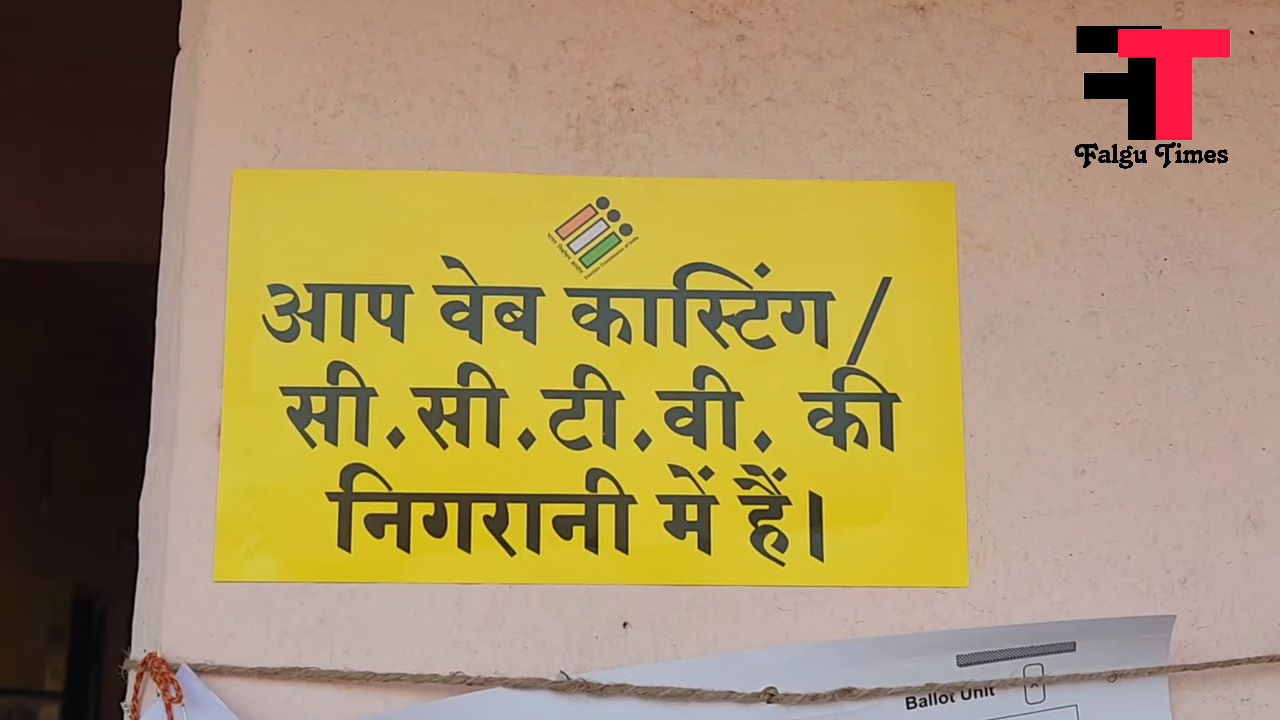 Falgu Times
आप वेब कास्टिंग/
सी.सी.टी.वी. की
निगरानी में हैं।
Ballot Unit